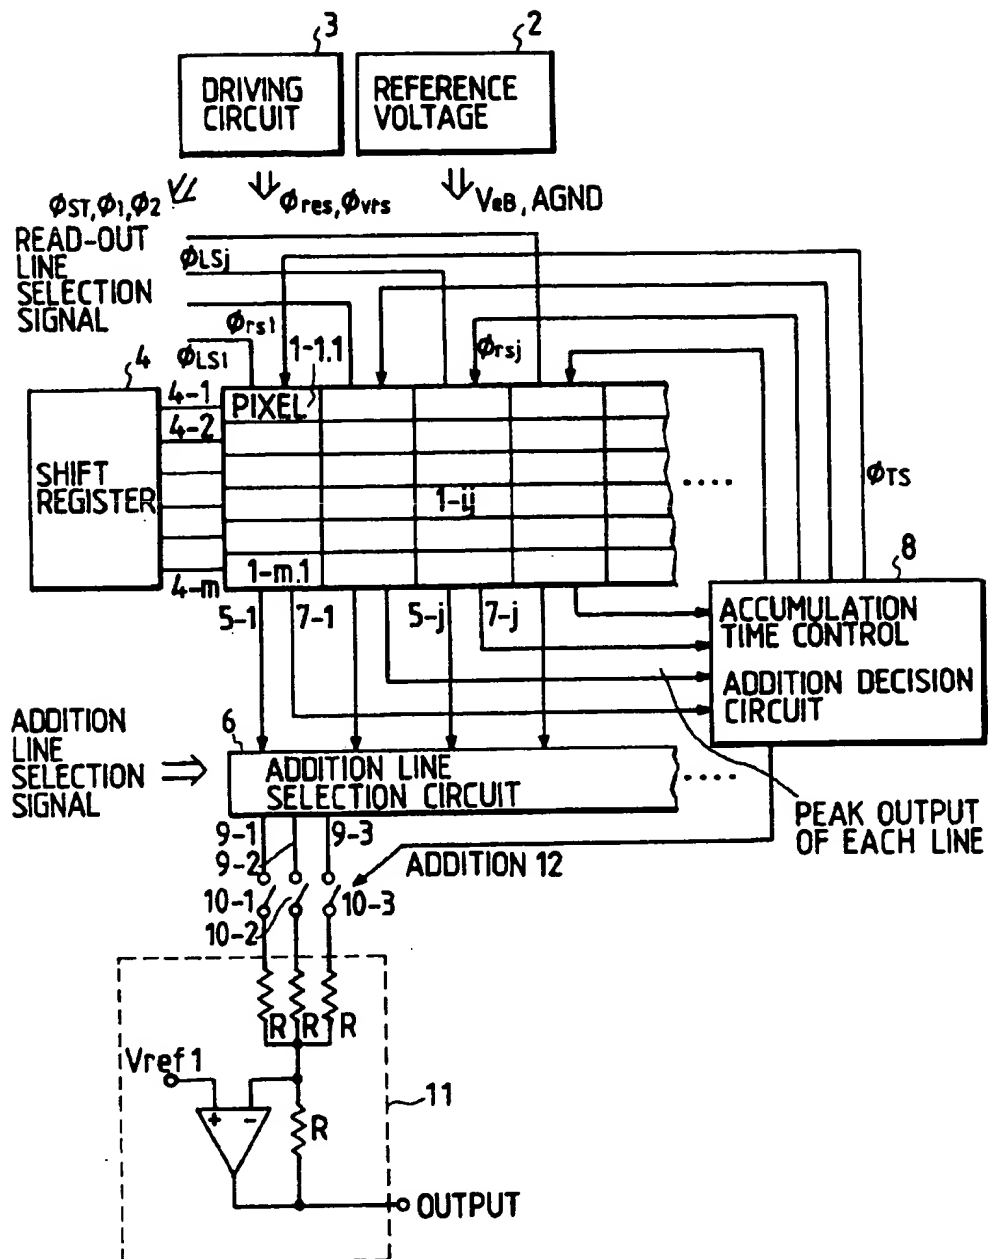 3
2
DRIVING
CIRCUIT
REFERENCE
VOLTAGE
ϕST,ϕ1,ϕ2
ϕres,ϕvrs
VeB, AGND
READ-OUT
LINE
SELECTION
SIGNAL
ϕLSj
ϕrs1
ϕLS1
1-1.1
ϕrsj
4
4-1
4-2
4-m
SHIFT
REGISTER
PIXEL
1-ij
1-m.1
....
ϕTS
8
5-1
7-1
5-j
7-j
ACCUMULATION
TIME CONTROL
ADDITION DECISION
CIRCUIT
ADDITION
LINE
SELECTION
SIGNAL
6
ADDITION LINE
SELECTION CIRCUIT
....
PEAK OUTPUT
OF EACH LINE
9-1
9-2
9-3
ADDITION 12
10-1
10-2
10-3
R R R
Vref 1
+ -
R
11
OUTPUT